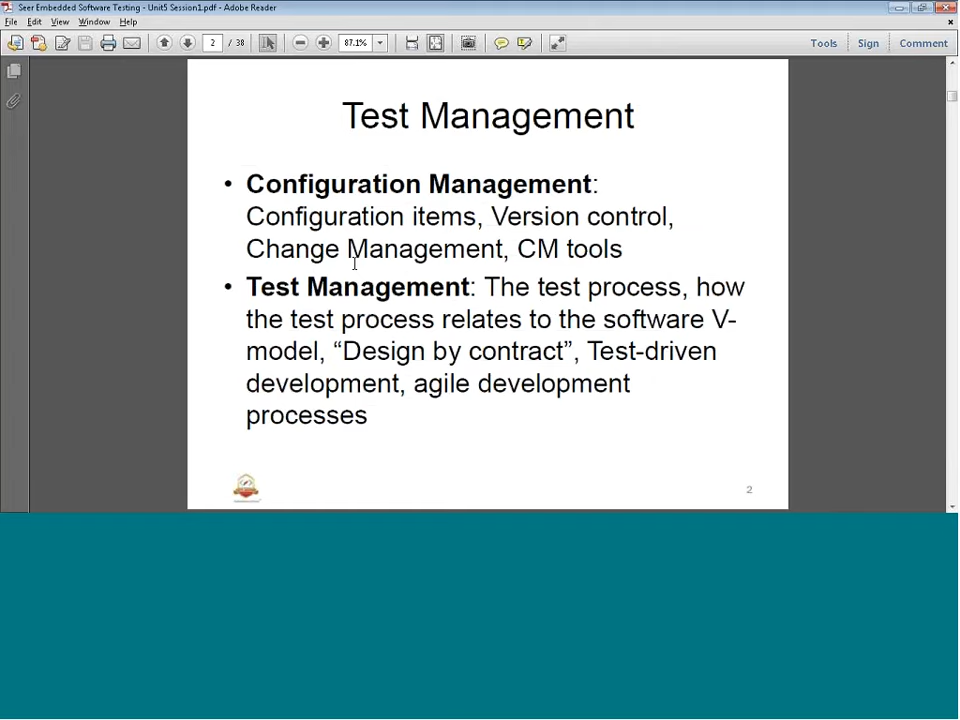 Seer Embedded Software Testing - Unit5 Session1.pdf - Adobe Reader
File Edit View Window Help
2 / 38 87.1% Tools Sign Comment
Test Management
• Configuration Management:
Configuration items, Version control,
Change Management, CM tools
• Test Management: The test process, how
the test process relates to the software V-
model, “Design by contract”, Test-driven
development, agile development
processes
2